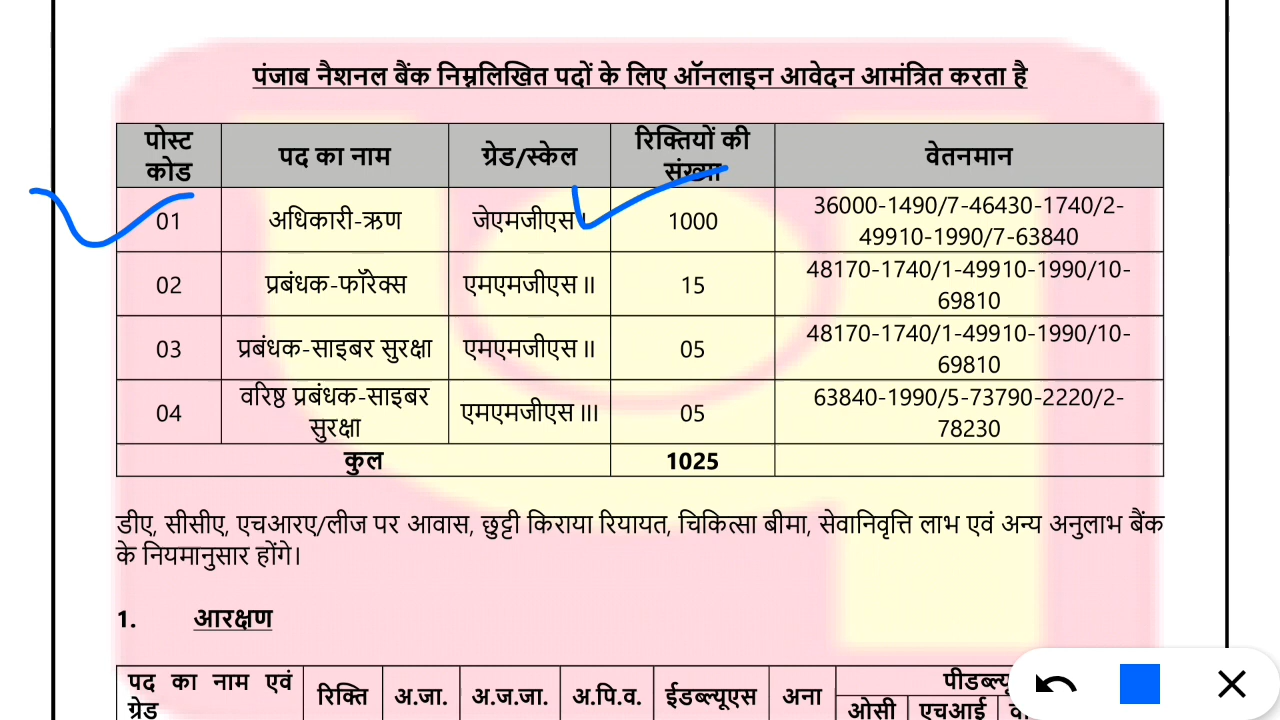 पंजाब नैशनल बैंक निम्नलिखित पदों के लिए ऑनलाइन आवेदन आमंत्रित करता है
पोस्ट कोड पद का नाम ग्रेड/स्केल रिक्तियों की संख्या वेतनमान
01 अधिकारी-ऋण जेएमजीएस I 1000 36000-1490/7-46430-1740/2-
49910-1990/7-63840
02 प्रबंधक-फॉरेक्स एमएमजीएस II 15 48170-1740/1-49910-1990/10-
69810
03 प्रबंधक-साइबर सुरक्षा एमएमजीएस II 05 48170-1740/1-49910-1990/10-
69810
04 वरिष्ठ प्रबंधक-साइबर सुरक्षा एमएमजीएस III 05 63840-1990/5-73790-2220/2-
78230
कुल 1025
डीए, सीसीए, एचआरए/लीज पर आवास, छुट्टी किराया रियायत, चिकित्सा बीमा, सेवानिवृत्ति लाभ एवं अन्य अनुलाभ बैंक
के नियमानुसार होंगे।
1. आरक्षण
पद का नाम एवं ग्रेड रिक्ति अ.जा. अ.ज.जा. अ.पि.व. ईडब्ल्यूएस अना
ओसी एचआई